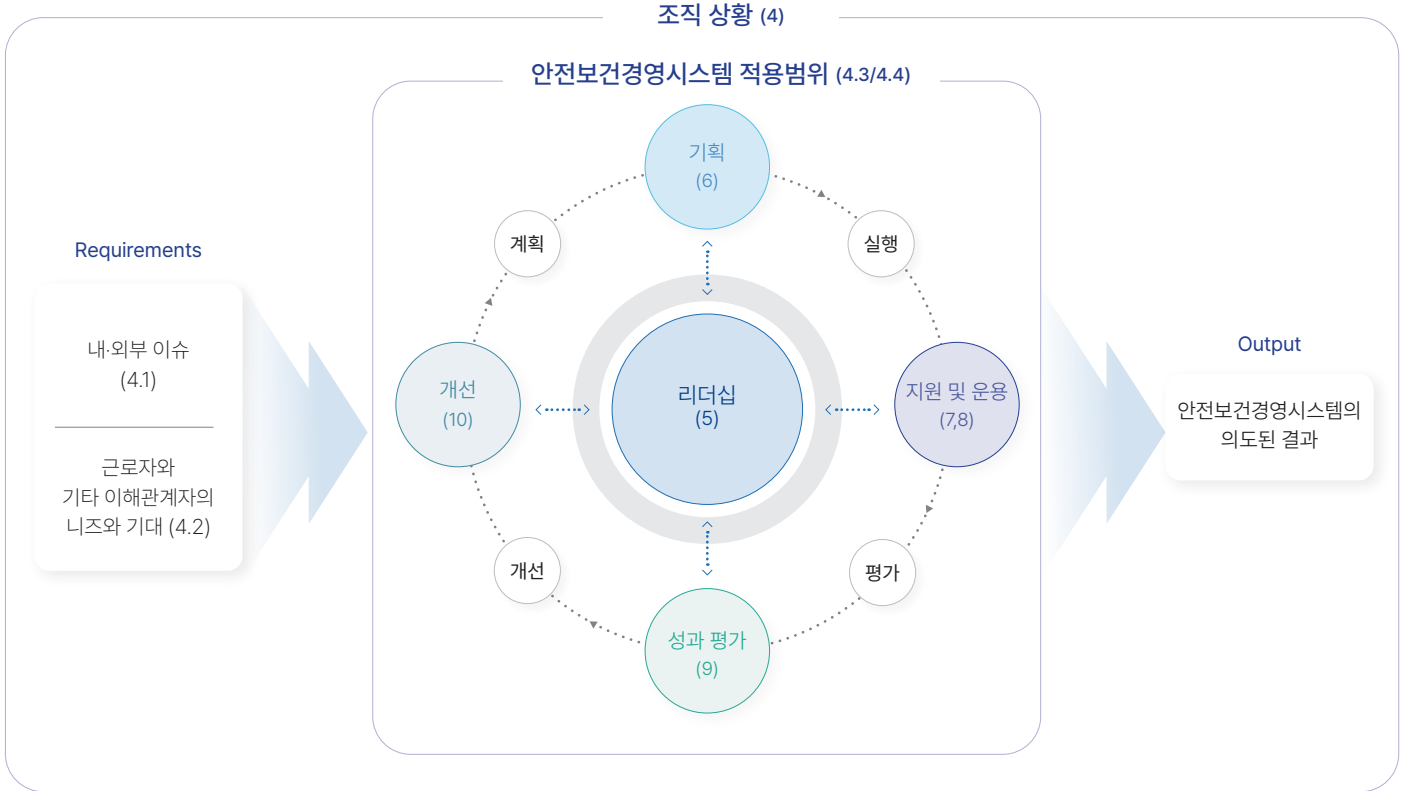 조직 상황 (4)
안전보건경영시스템 적용범위 (4.3/4.4)
Requirements
내·외부 이슈
(4.1)
근로자와
기타 이해관계자의
니즈와 기대 (4.2)
기획
(6)
계획
실행
개선
(10)
리더십
(5)
지원 및 운용
(7,8)
개선
평가
성과 평가
(9)
Output
안전보건경영시스템의
의도된 결과